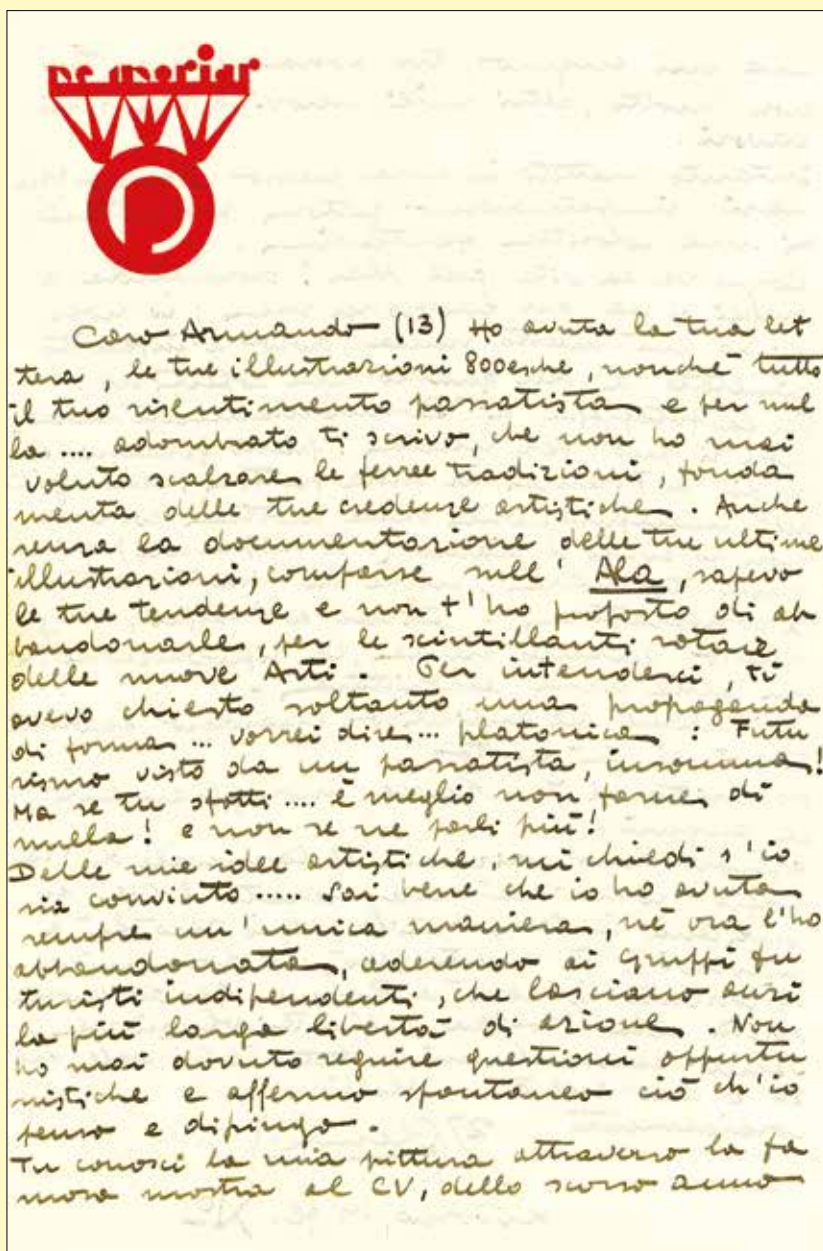 Caro Armando (13) Ho avuta la tua let
tera, le tue illustrazioni 800esche, nonchè tutto
il tuo risentimento passatista e per nul
la .... adombrato ti scrivo, che non ho mai
voluto scalzare le ferree tradizioni, fonda
menta delle tue credenze artistiche. Anche
senza la documentazione delle tue ultime
illustrazioni, comparse sull' Ala, sapevo
le tue tendenze e non t'ho proposto di ab
bandonarle, per le scintillanti rotaie
delle nuove Arti. Per intenderci, ti
avevo chiesto soltanto una propaganda
di forma ... vorrei dire ... platonica : Futu
rismo visto da un passatista, insomma!
Ma se tu sfotti .... è meglio non farne di
nulla! e non se ne parli più!
Delle mie idee artistiche, mi chiedi s'io
sia convinto ..... Sai bene che io ho avuta
sempre un'unica maniera, nè ora l'ho
abbandonata, aderendo ai gruppi fu
turisti indipendenti, che lasciano anzi
la più larga libertà di azione. Non
ho mai dovuto seguire questioni opportu
nistiche e affermo spontaneo ciò ch'io
penso e dipingo.
Tu conosci la mia pittura attraverso la fa
mosa mostra al CV, dello scorso anno